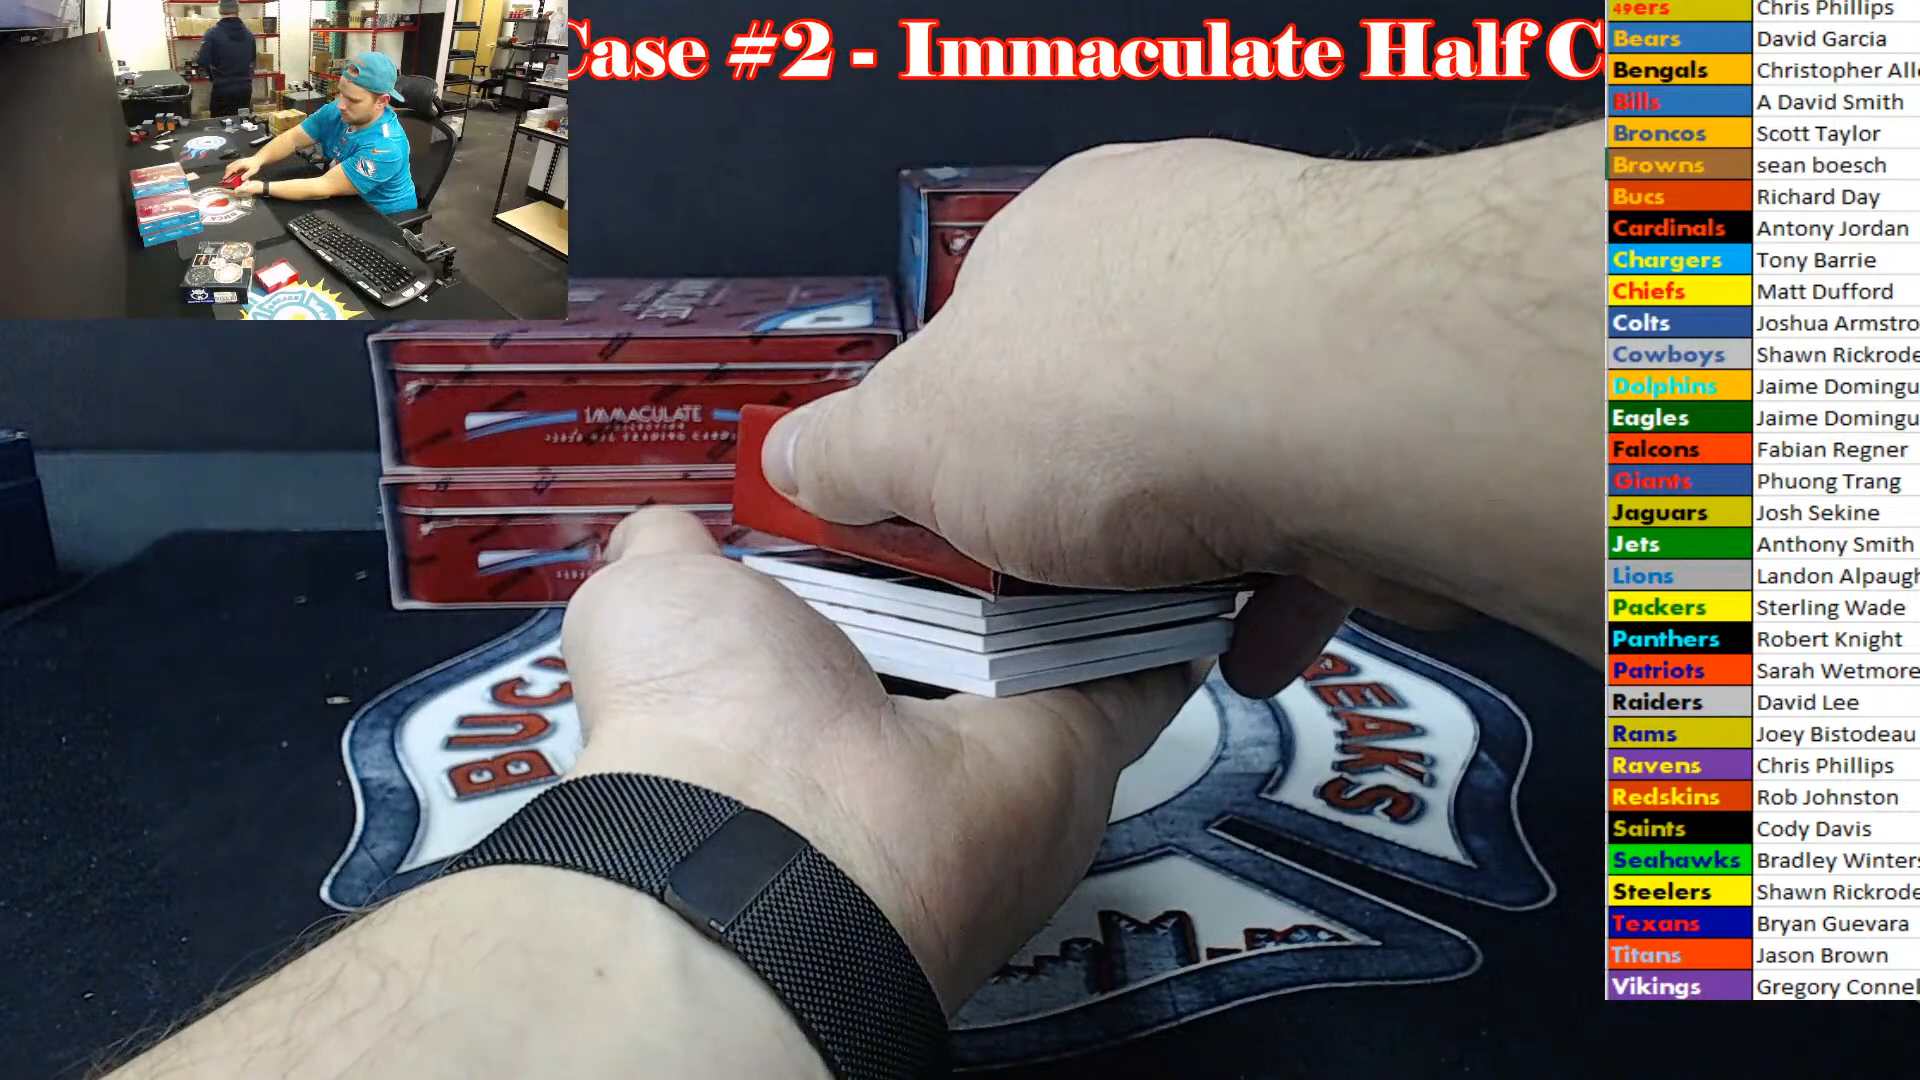 Case #2 - Immaculate Half C
49ers Chris Phillips
Bears David Garcia
Bengals Christopher Alle
Bills A David Smith
Broncos Scott Taylor
Browns sean boesch
Bucs Richard Day
Cardinals Antony Jordan
Chargers Tony Barrie
Chiefs Matt Dufford
Colts Joshua Armstro
Cowboys Shawn Rickrode
Dolphins Jaime Domingu
Eagles Jaime Domingu
Falcons Fabian Regner
Giants Phuong Trang
Jaguars Josh Sekine
Jets Anthony Smith
Lions Landon Alpaugh
Packers Sterling Wade
Panthers Robert Knight
Patriots Sarah Wetmore
Raiders David Lee
Rams Joey Bistodeau
Ravens Chris Phillips
Redskins Rob Johnston
Saints Cody Davis
Seahawks Bradley Winters
Steelers Shawn Rickrode
Texans Bryan Guevara
Titans Jason Brown
Vikings Gregory Connel
IMMACULATE
COLLECTION
BUC
BREAKS